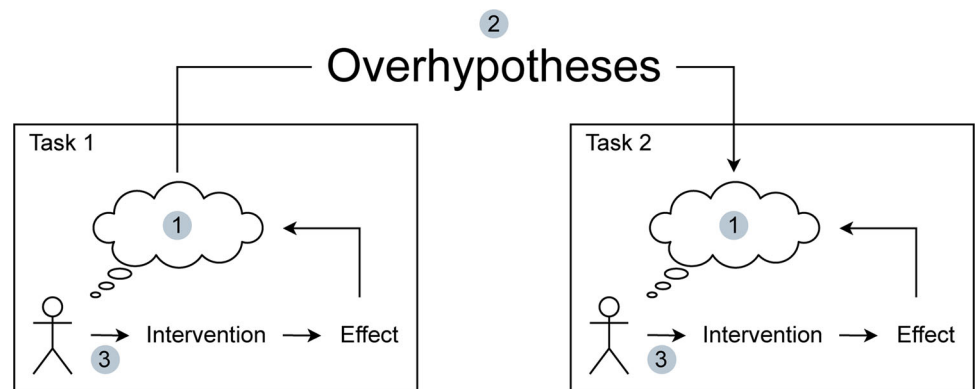 2
Overhypotheses
Task 1
Task 2
1
1
Intervention
Effect
Intervention
Effect
3
3